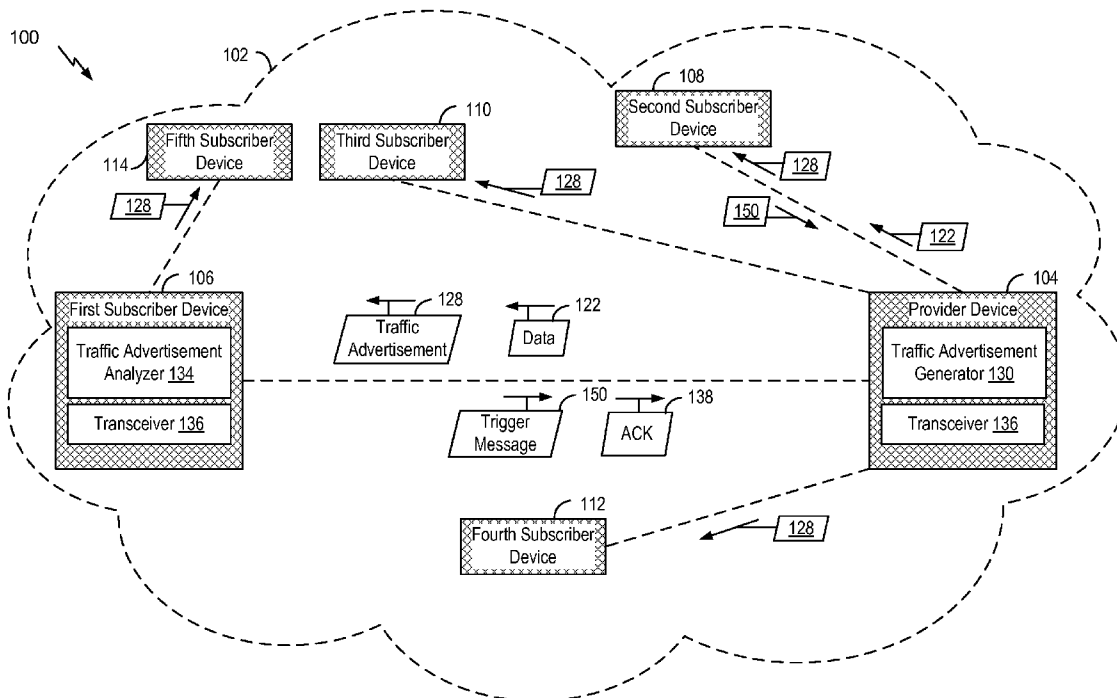 100
102
108
Second Subscriber
Device
110
Third Subscriber
Device
114
Fifth Subscriber
Device
128
128
128
150
122
106
First Subscriber Device
Traffic Advertisement
Analyzer 134
Transceiver 136
128
Traffic
Advertisement
122
Data
104
Provider Device
Traffic Advertisement
Generator 130
Transceiver 136
150
Trigger
Message
138
ACK
112
Fourth Subscriber
Device
128